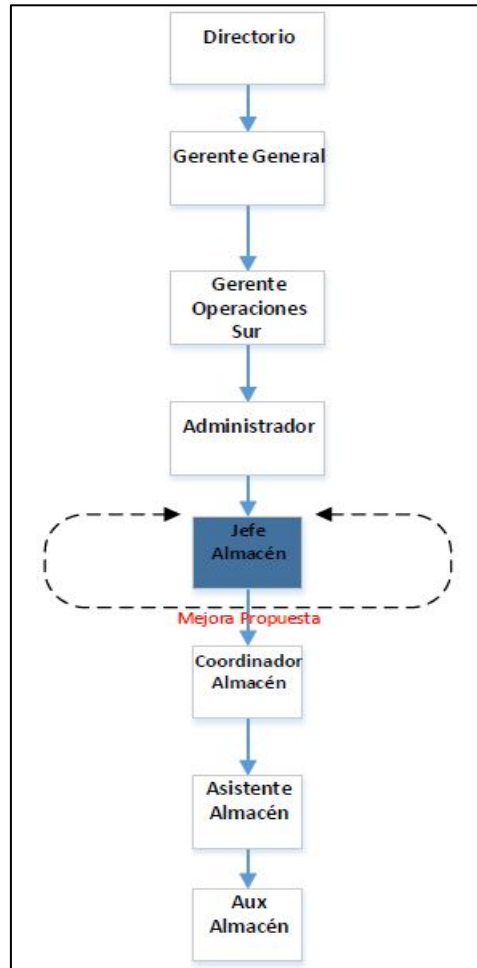 Directorio
Gerente General
Gerente
Operaciones
Sur
Administrador
Jefe
Almacén
Mejora Propuesta
Coordinador
Almacén
Asistente
Almacén
Aux
Almacén